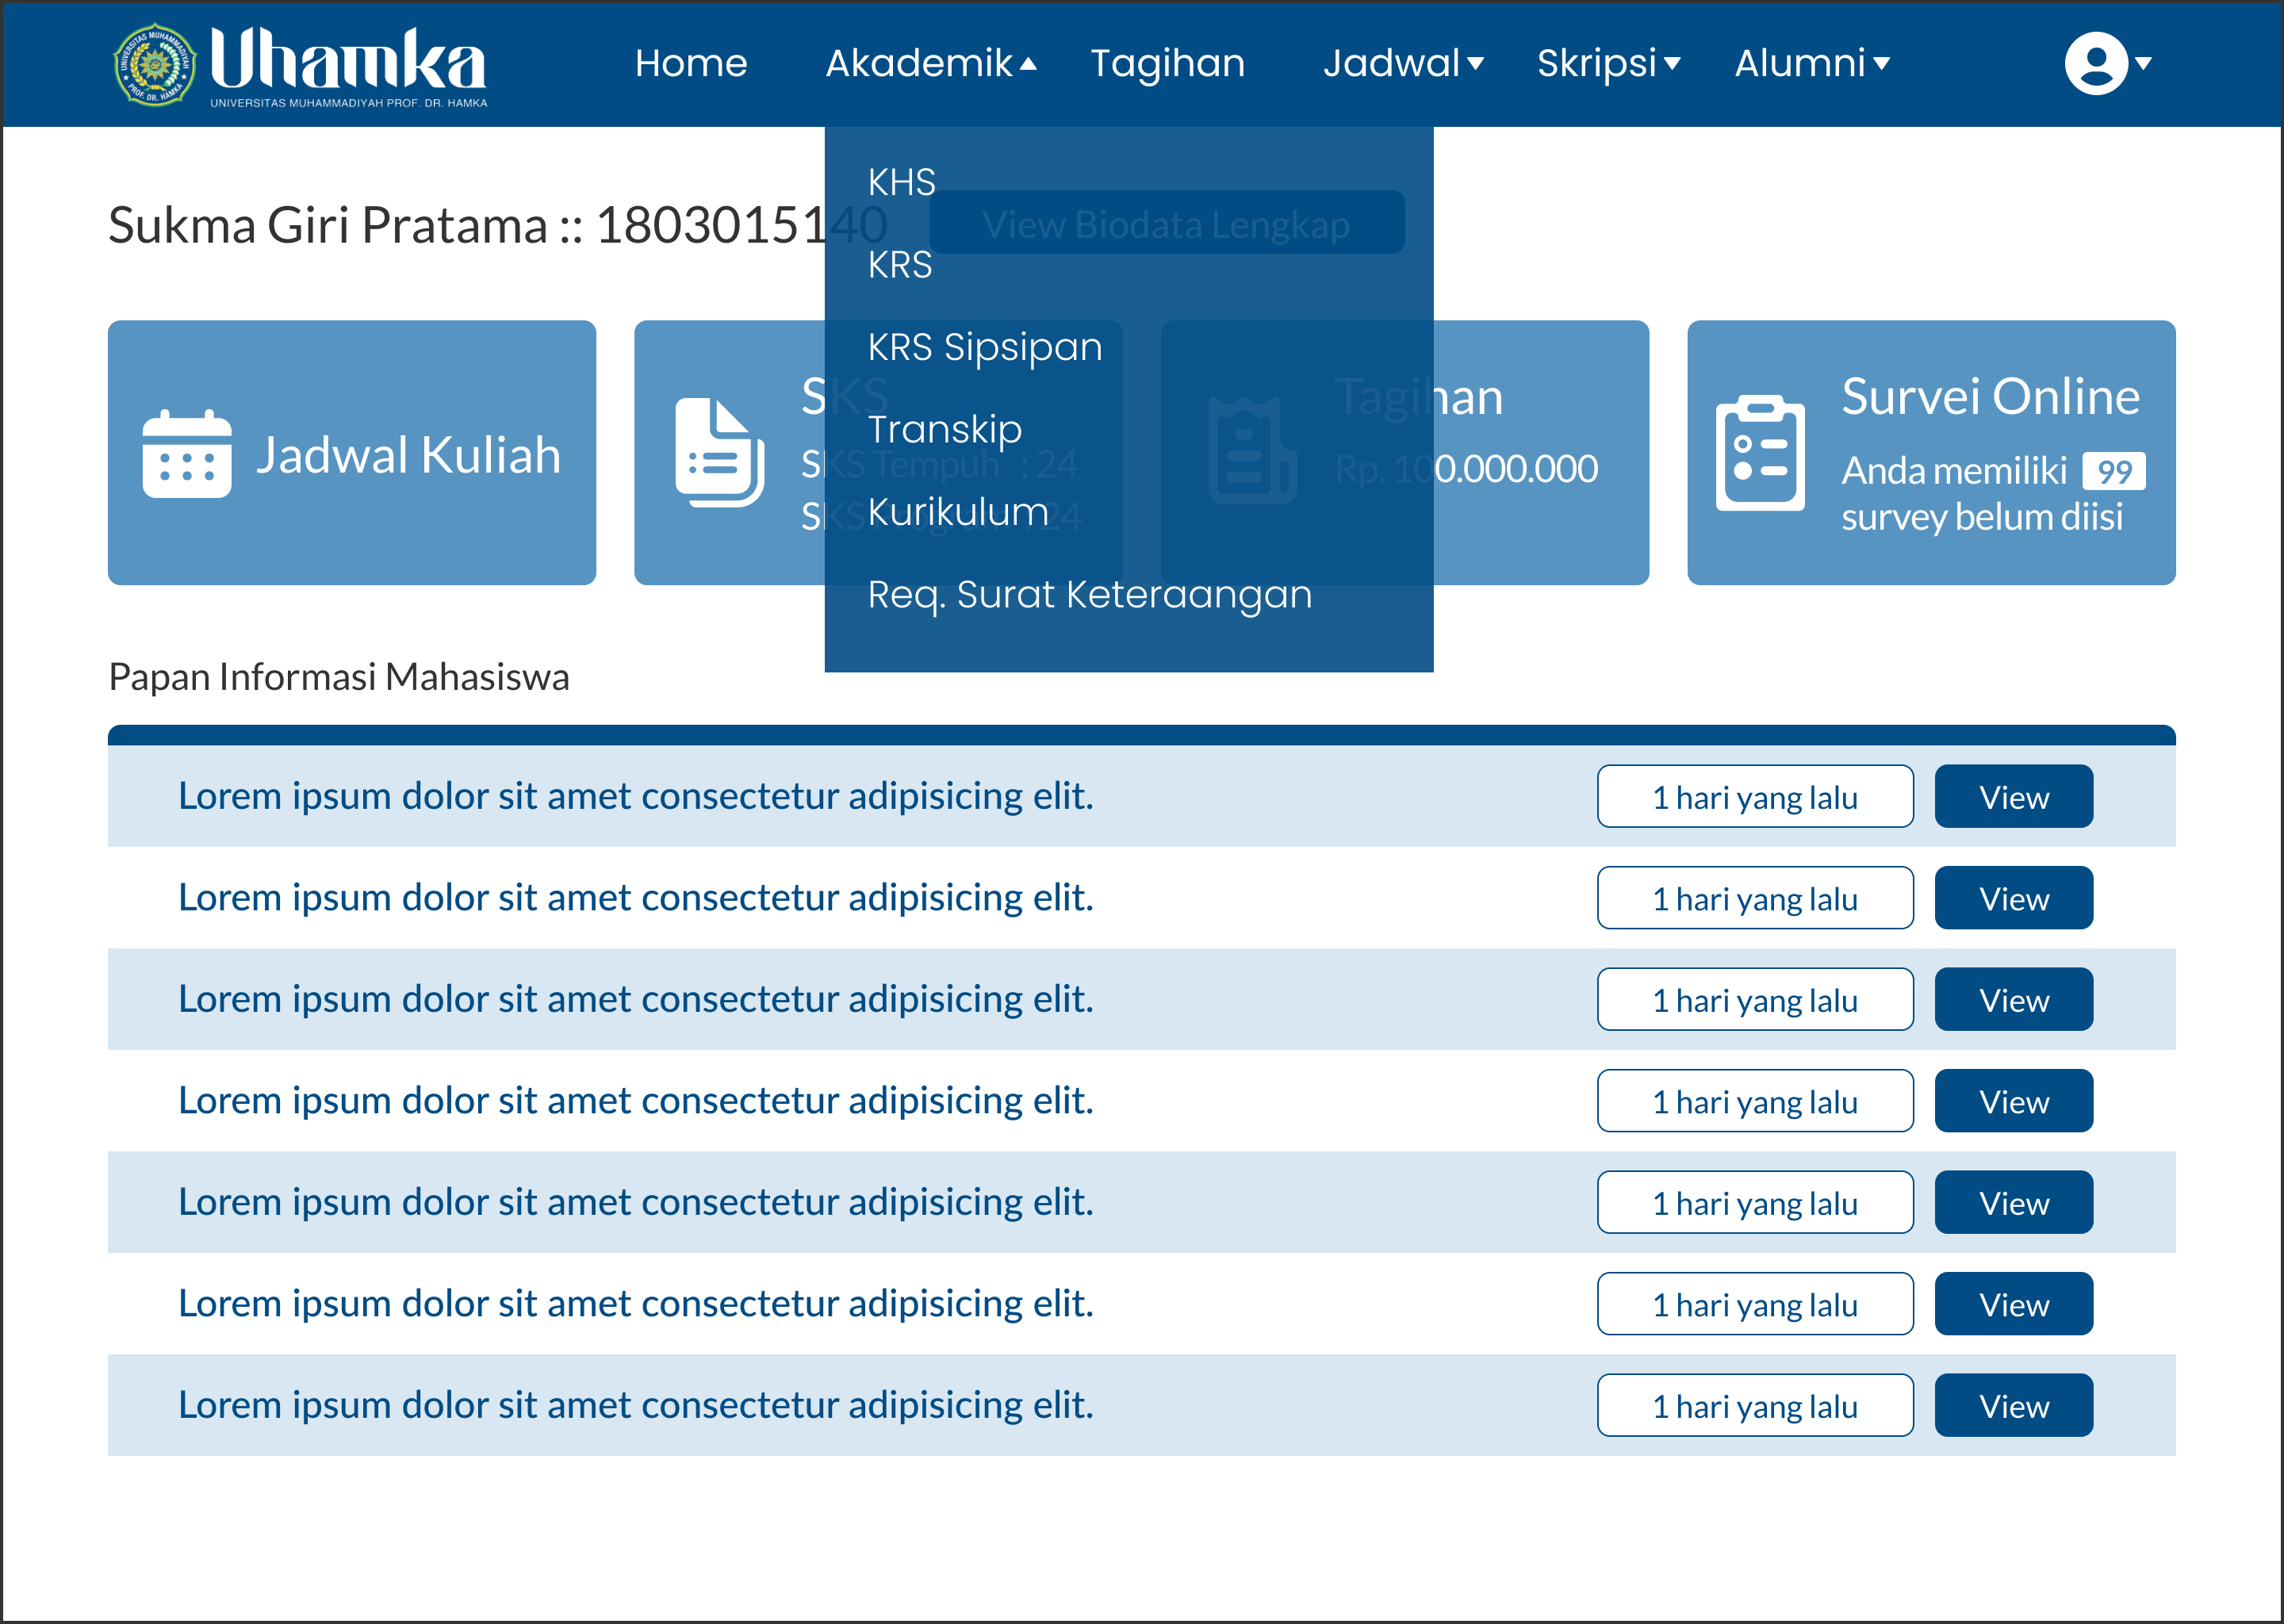 Uhamka
UNIVERSITAS MUHAMMADIYAH PROF. DR. HAMKA
UNIVERSITAS MUHAMMADIYAH
PROF. DR. HAMKA
Home Akademik Tagihan Jadwal Skripsi Alumni
KHS
KRS
KRS Sipsipan
Transkip
Kurikulum
Req. Surat Keteraangan
Sukma Giri Pratama :: 1803015140
View Biodata Lengkap
Jadwal Kuliah
SKS
SKS Tempuh : 24
SKS 24
Tagihan
Rp. 100.000.000
Survei Online
Anda memiliki 99
survey belum diisi
Papan Informasi Mahasiswa
Lorem ipsum dolor sit amet consectetur adipisicing elit. 1 hari yang lalu View
Lorem ipsum dolor sit amet consectetur adipisicing elit. 1 hari yang lalu View
Lorem ipsum dolor sit amet consectetur adipisicing elit. 1 hari yang lalu View
Lorem ipsum dolor sit amet consectetur adipisicing elit. 1 hari yang lalu View
Lorem ipsum dolor sit amet consectetur adipisicing elit. 1 hari yang lalu View
Lorem ipsum dolor sit amet consectetur adipisicing elit. 1 hari yang lalu View
Lorem ipsum dolor sit amet consectetur adipisicing elit. 1 hari yang lalu View